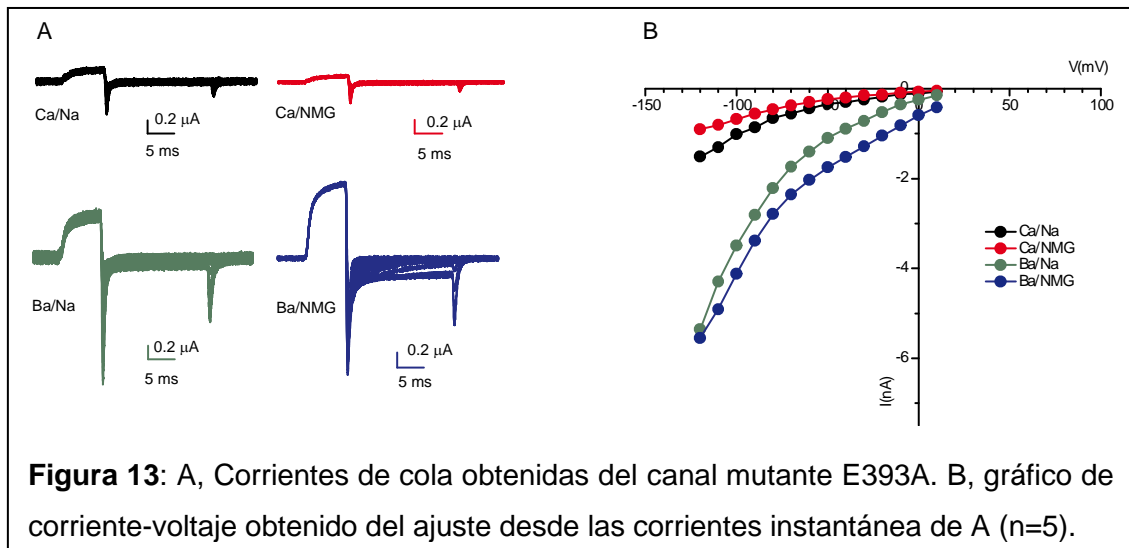 A
B
Ca/Na
0.2 μA
5 ms
Ca/NMG
0.2 μA
5 ms
Ba/Na
0.2 μA
5 ms
Ba/NMG
0.2 μA
5 ms
V(mV)
-150
-100
-50
0
50
100
0
-2
-4
-6
I(nA)
Ca/Na
Ca/NMG
Ba/Na
Ba/NMG
Figura 13: A, Corrientes de cola obtenidas del canal mutante E393A. B, gráfico de
corriente-voltaje obtenido del ajuste desde las corrientes instantánea de A (n=5).